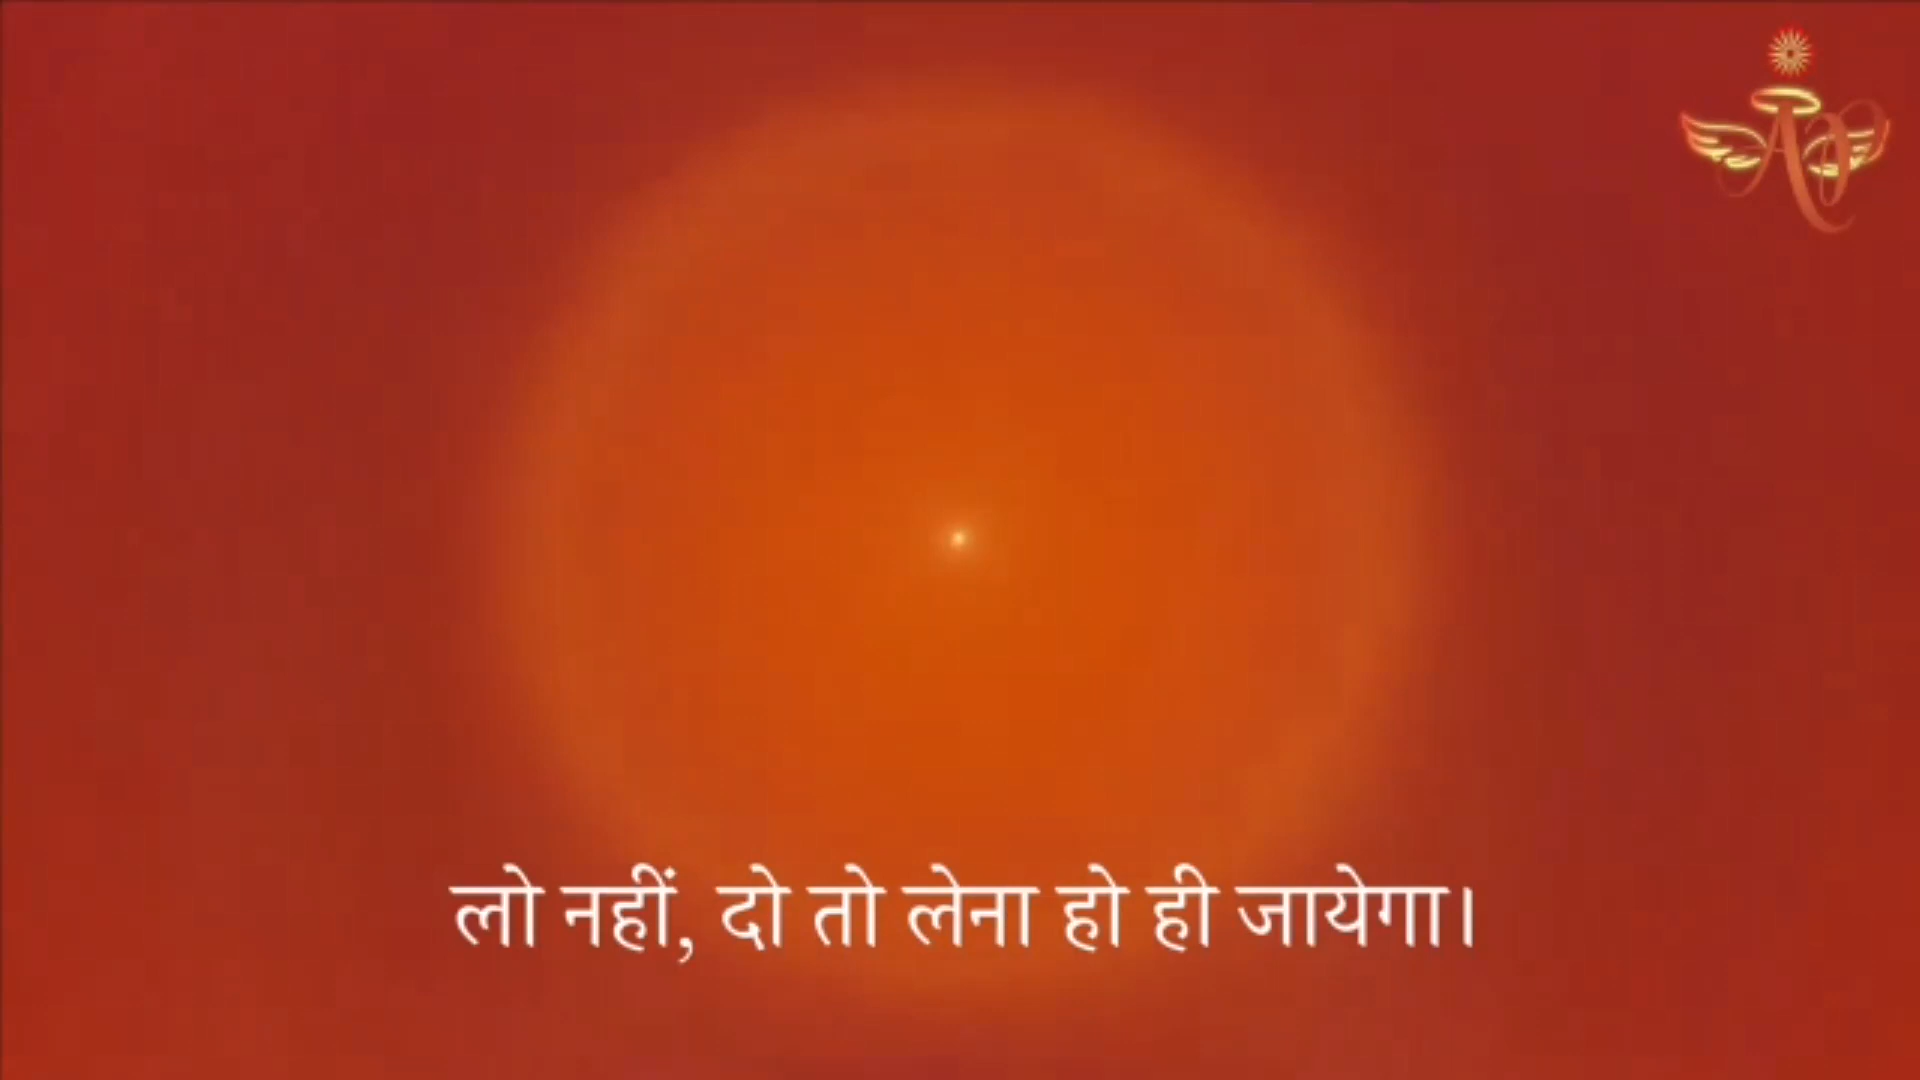 लो नहीं, दो तो लेना हो ही जायेगा।